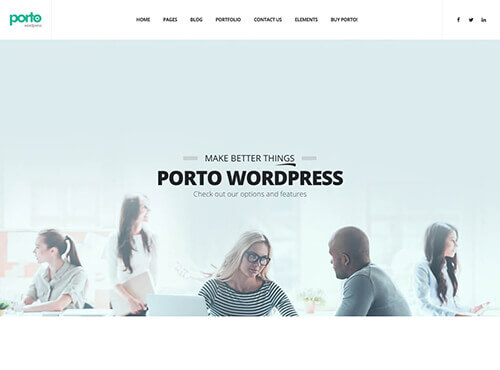 porto
wordpress
HOME PAGES BLOG PORTFOLIO CONTACT US ELEMENTS BUY PORTO!
MAKE BETTER THINGS
PORTO WORDPRESS
Check out our options and features